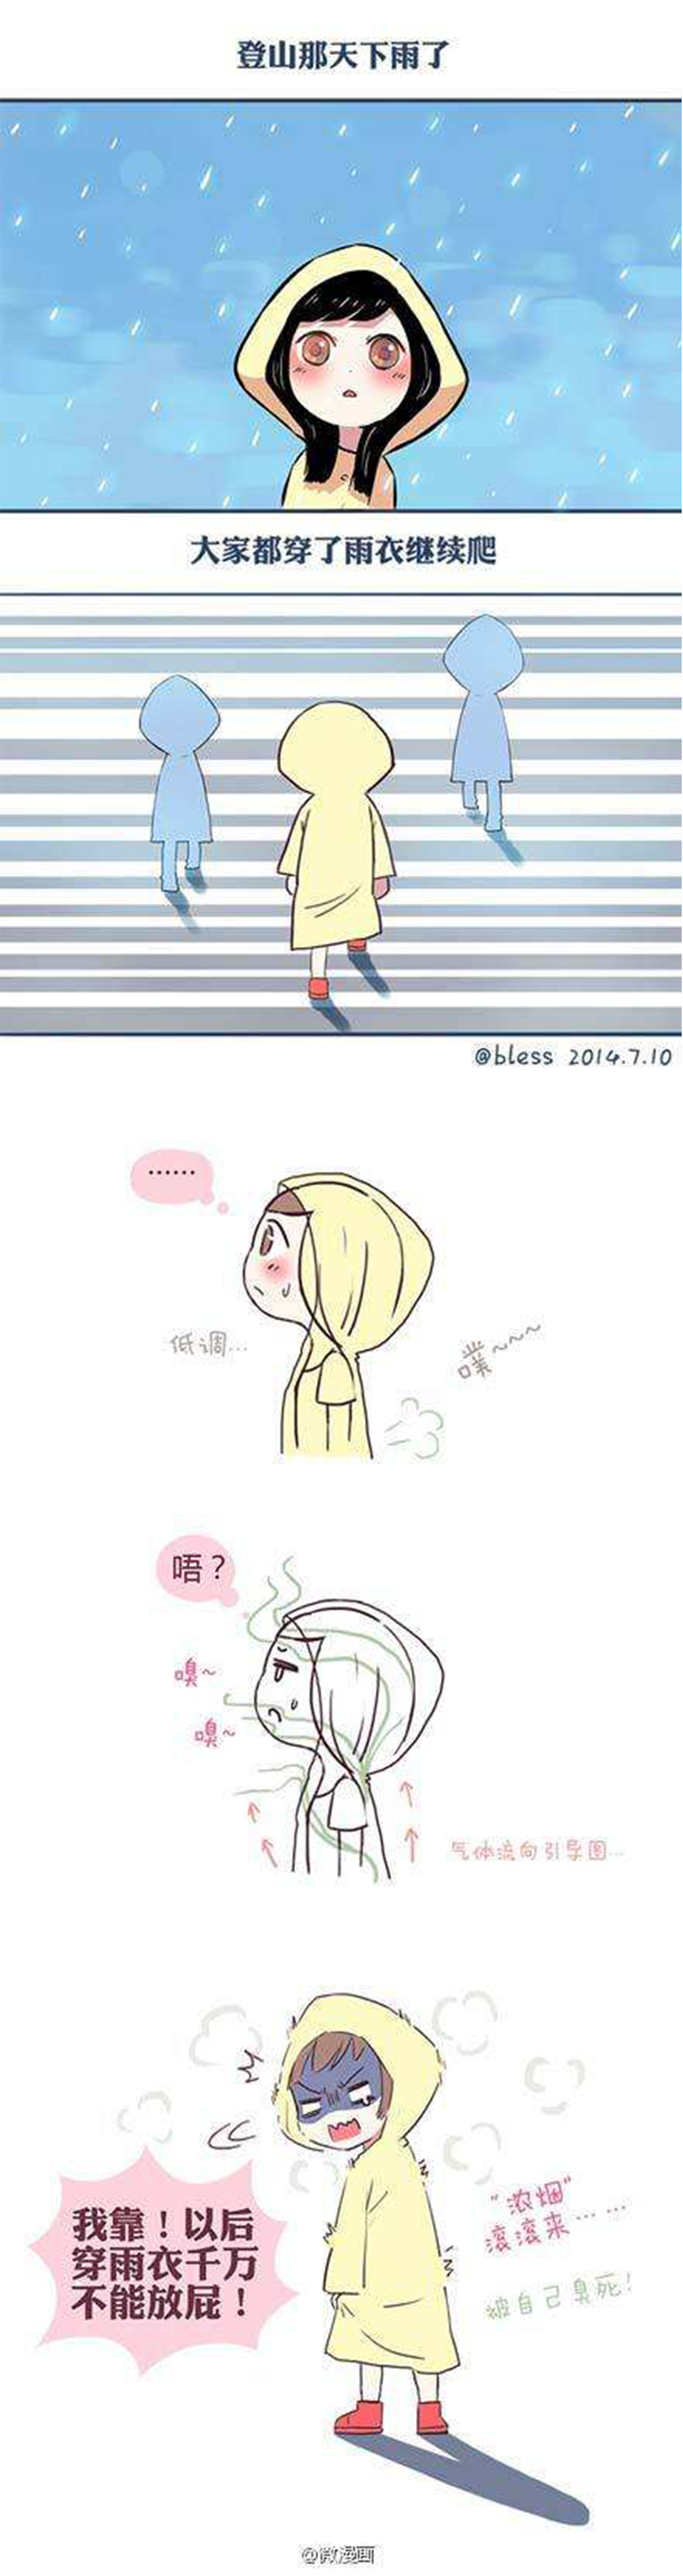 登山那天下雨了
大家都穿了雨衣继续爬
@bless 2014.7.10
……
低调…
噗~~~
唔？
嗅~
嗅~
气体流向引导图…
我靠！以后
穿雨衣千万
不能放屁！
“浓烟”
滚滚来……
被自己臭死！
@微漫画